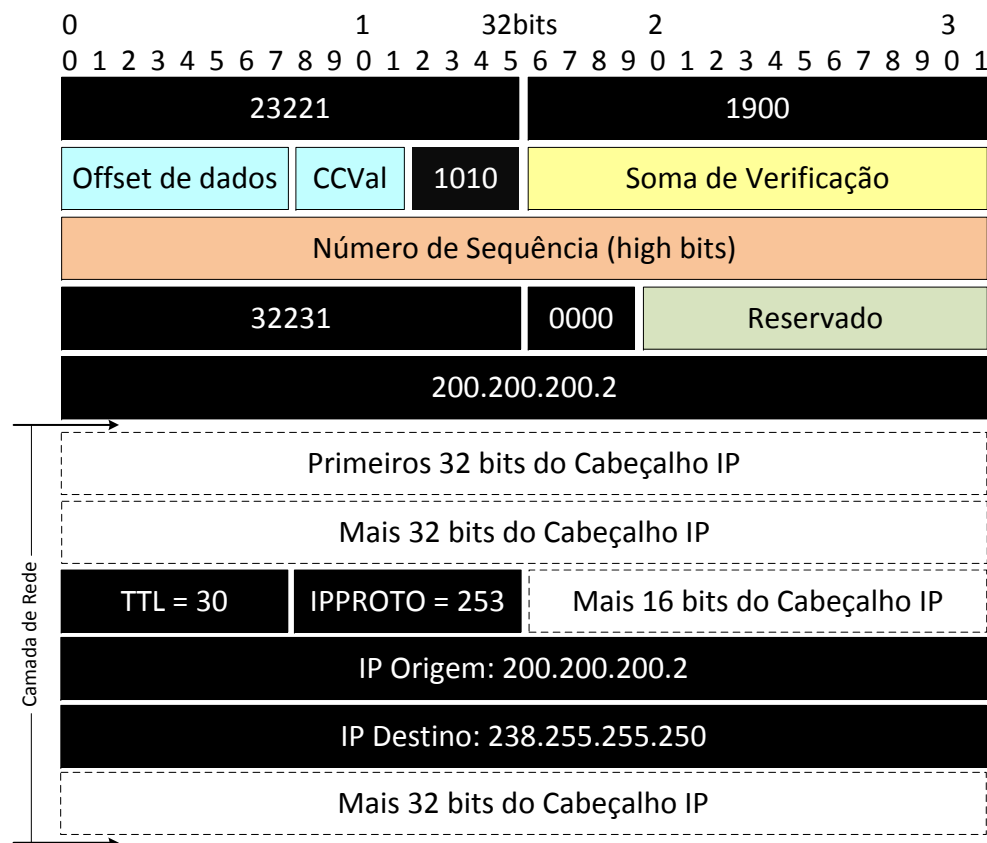 0 1 32bits 2 3
0 1 2 3 4 5 6 7 8 9 0 1 2 3 4 5 6 7 8 9 0 1 2 3 4 5 6 7 8 9 0 1
23221 1900
Offset de dados CCVal 1010 Soma de Verificação
Número de Sequência (high bits)
32231 0000 Reservado
200.200.200.2
Camada de Rede
Primeiros 32 bits do Cabeçalho IP
Mais 32 bits do Cabeçalho IP
TTL = 30 IPPROTO = 253 Mais 16 bits do Cabeçalho IP
IP Origem: 200.200.200.2
IP Destino: 238.255.255.250
Mais 32 bits do Cabeçalho IP